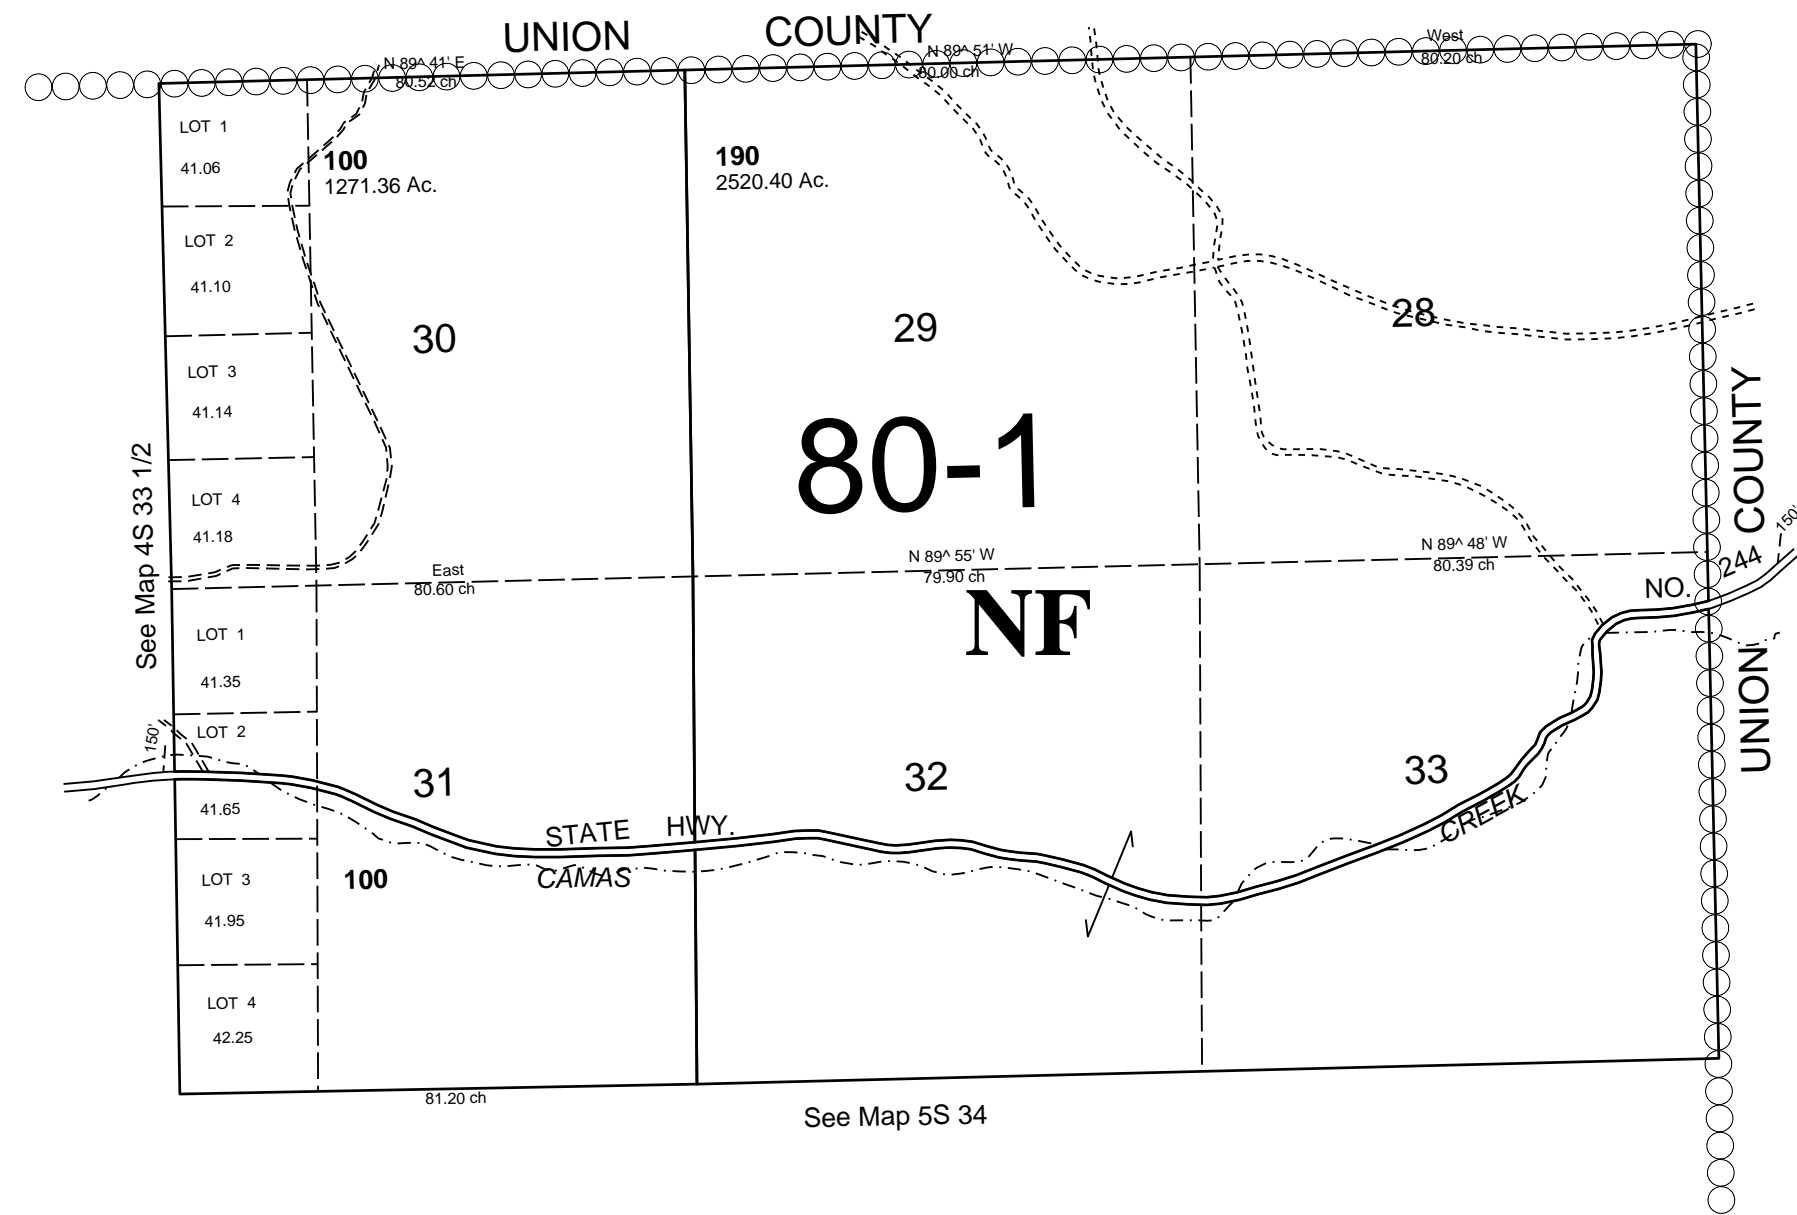 UNION COUNTY
N 89^ 41' E
80.52 ch
N 89^ 51' W
80.00 ch
West
80.20 ch
LOT 1
41.06
100
1271.36 Ac.
190
2520.40 Ac.
LOT 2
41.10
30
29
28
LOT 3
41.14
80-1
LOT 4
41.18
See Map 4S 33 1/2
East
80.60 ch
N 89^ 55' W
79.90 ch
N 89^ 48' W
80.39 ch
UNION COUNTY
150'
NO. 244
NF
LOT 1
41.35
LOT 2
150'
31
32
33
41.65
STATE HWY.
CAMAS
CREEK
LOT 3
41.95
100
LOT 4
42.25
81.20 ch
See Map 5S 34